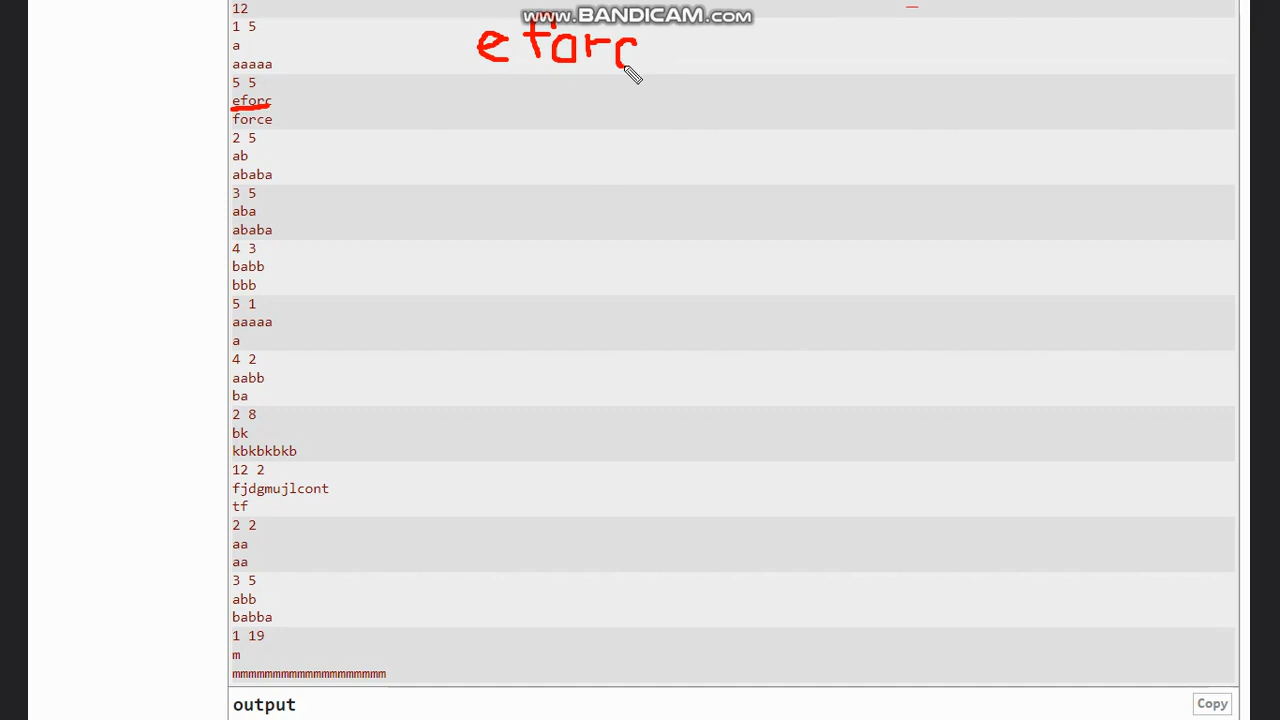 www.BANDICAM.com
12
1 5
a
aaaaa
eforc
5 5
eforc
force
2 5
ab
ababa
3 5
aba
ababa
4 3
babb
bbb
5 1
aaaaa
a
4 2
aabb
ba
2 8
bk
kbkbkbkb
12 2
fjdgmujlcont
tf
2 2
aa
aa
3 5
abb
babba
1 19
m
mmmmmmmmmmmmmmmmmmm
output
Copy